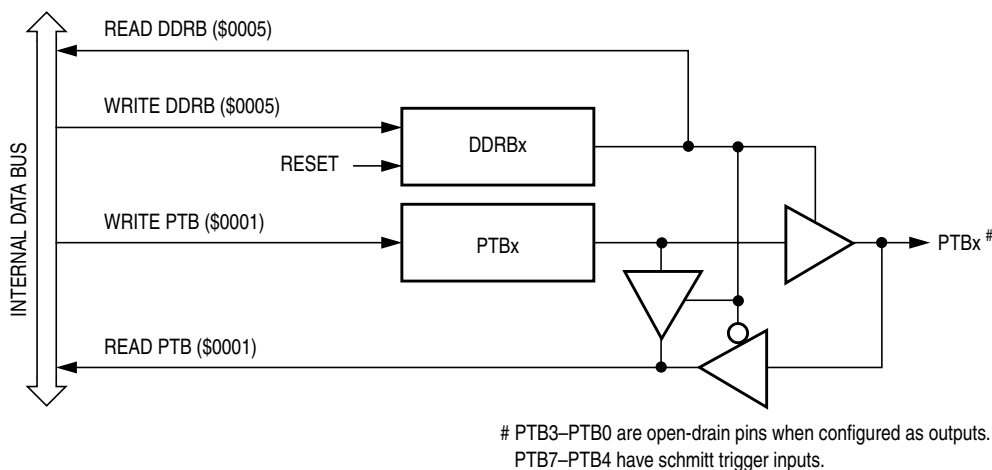 READ DDRB ($0005)
WRITE DDRB ($0005)
DDRBx
RESET
INTERNAL DATA BUS
WRITE PTB ($0001)
PTBx
PTBx #
READ PTB ($0001)
# PTB3–PTB0 are open-drain pins when configured as outputs.
PTB7–PTB4 have schmitt trigger inputs.